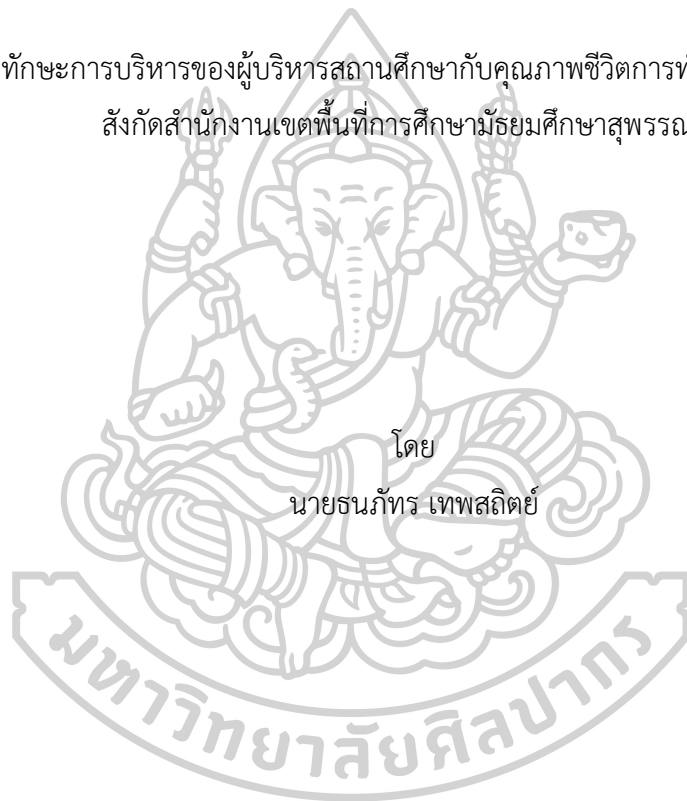 ทักษะการบริหารของผู้บริหารสถานศึกษากับคุณภาพชีวิตการ
สังกัดสำนักงานเขตพื้นที่การศึกษามัธยมศึกษาสุพรรณ
โดย
นายธนภัทร เทพสถิตย์
มหาวิทยาลัยศิลปากร